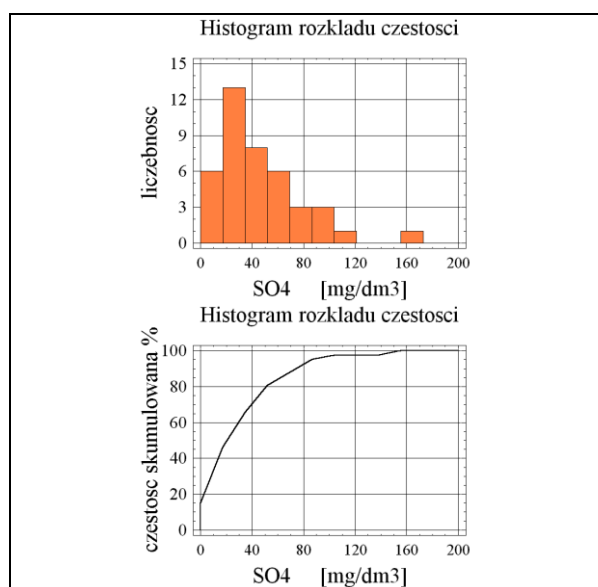 Histogram rozkladu czestosci
liczebnosc
15
12
9
6
3
0
0 40 80 120 160 200
SO4 [mg/dm3]
Histogram rozkladu czestosci
czestosc skumulowana %
100
80
60
40
20
0
0 40 80 120 160 200
SO4 [mg/dm3]